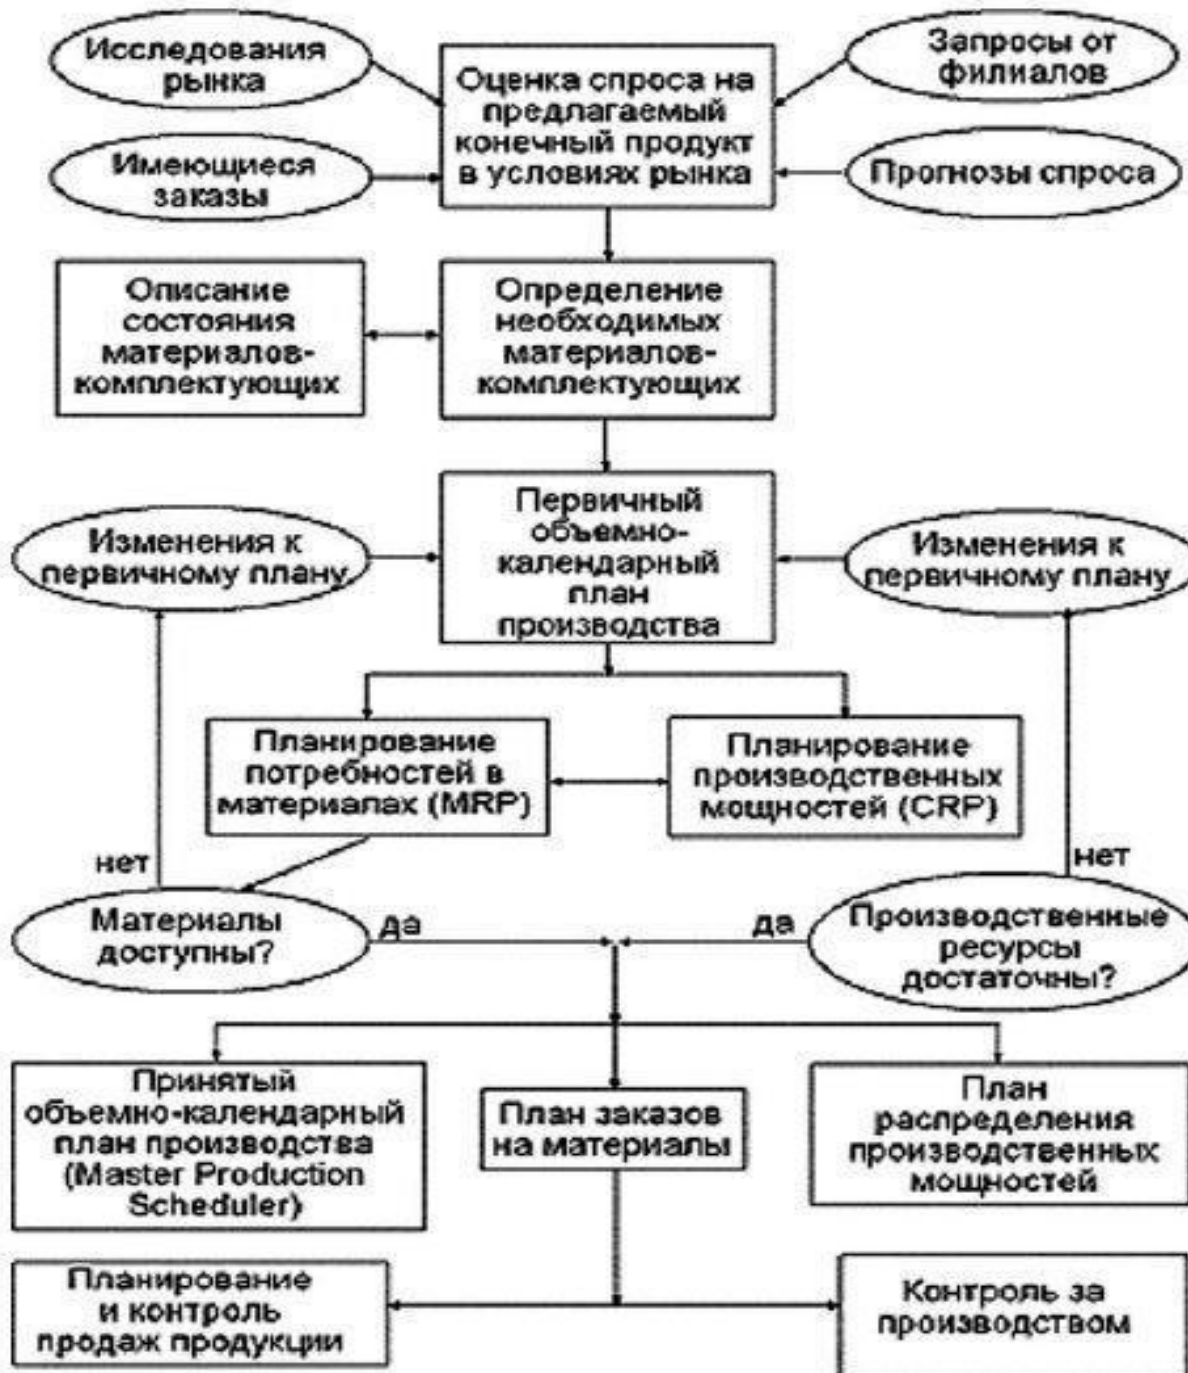 Исследования
рынка
Оценка спроса на
предлагаемый
конечный продукт
в условиях рынка
Запросы от
филиалов
Имеющиеся
заказы
Прогнозы спроса
Описание
состояния
материалов-
комплектующих
Определение
необходимых
материалов-
комплектующих
Первичный
объемно-
календарный
план
производства
Изменения к
первичному плану
Изменения к
первичному плану
Планирование
потребностей в
материалах (MRP)
Планирование
производственных
мощностей (CRP)
нет
нет
Материалы
доступны?
да
да
Производственные
ресурсы
достаточны?
Принятый
объемно-календарный
план производства
(Master Production
Scheduler)
План заказов
на материалы
План
распределения
производственных
мощностей
Планирование
и контроль
продаж продукции
Контроль за
производством